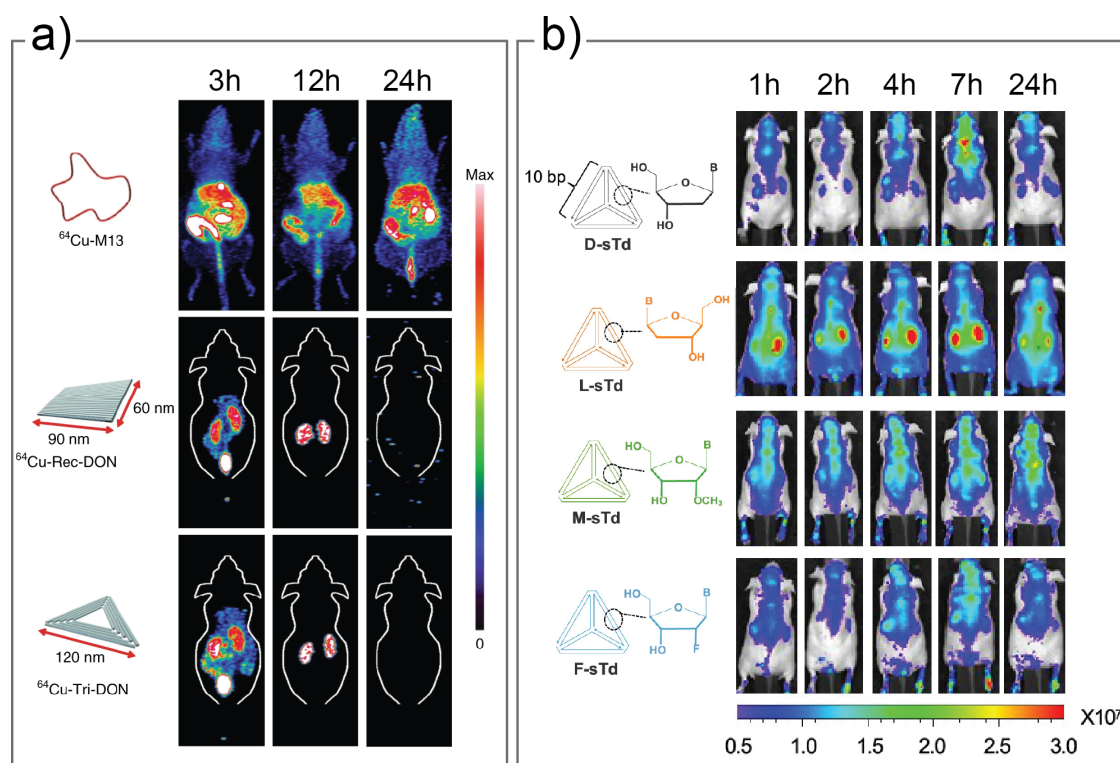 a)
3h 12h 24h
⁶⁴Cu-M13
60 nm
90 nm
⁶⁴Cu-Rec-DON
120 nm
⁶⁴Cu-Tri-DON
Max
0
b)
1h 2h 4h 7h 24h
10 bp
HO O B
HO
D-sTd
B O OH
OH
L-sTd
HO O B
HO OCH₃
M-sTd
HO O B
HO F
F-sTd
0.5 1.0 1.5 2.0 2.5 3.0 X10⁷